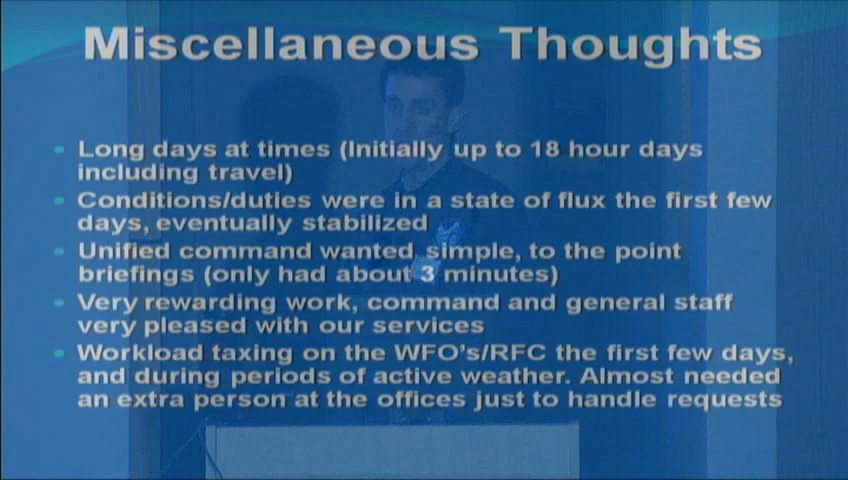 Miscellaneous Thoughts
Long days at times (Initially up to 18 hour days
including travel)
Conditions/duties were in a state of flux the first few
days, eventually stabilized
Unified command wanted simple, to the point
briefings (only had about 3 minutes)
Very rewarding work, command and general staff
very pleased with our services
Workload taxing on the WFO's/RFC the first few days,
and during periods of active weather. Almost needed
an extra person at the offices just to handle requests